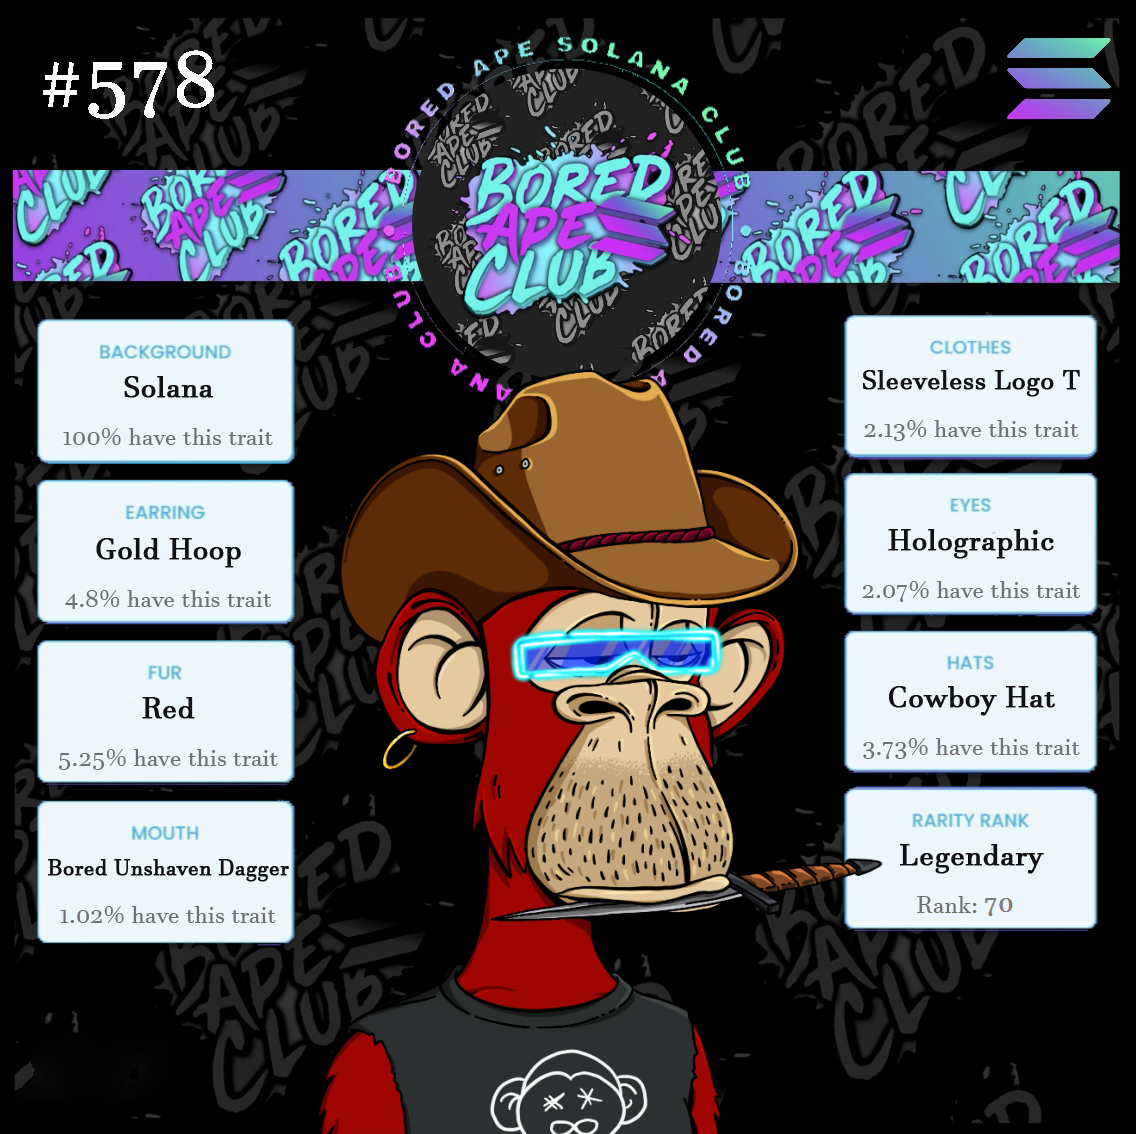 #578
BORED APE SOLANA CLUB
BORED
APE
CLUB
BACKGROUND
Solana
100% have this trait
EARRING
Gold Hoop
4.8% have this trait
FUR
Red
5.25% have this trait
MOUTH
Bored Unshaven Dagger
1.02% have this trait
CLOTHES
Sleeveless Logo T
2.13% have this trait
EYES
Holographic
2.07% have this trait
HATS
Cowboy Hat
3.73% have this trait
RARITY RANK
Legendary
Rank: 70